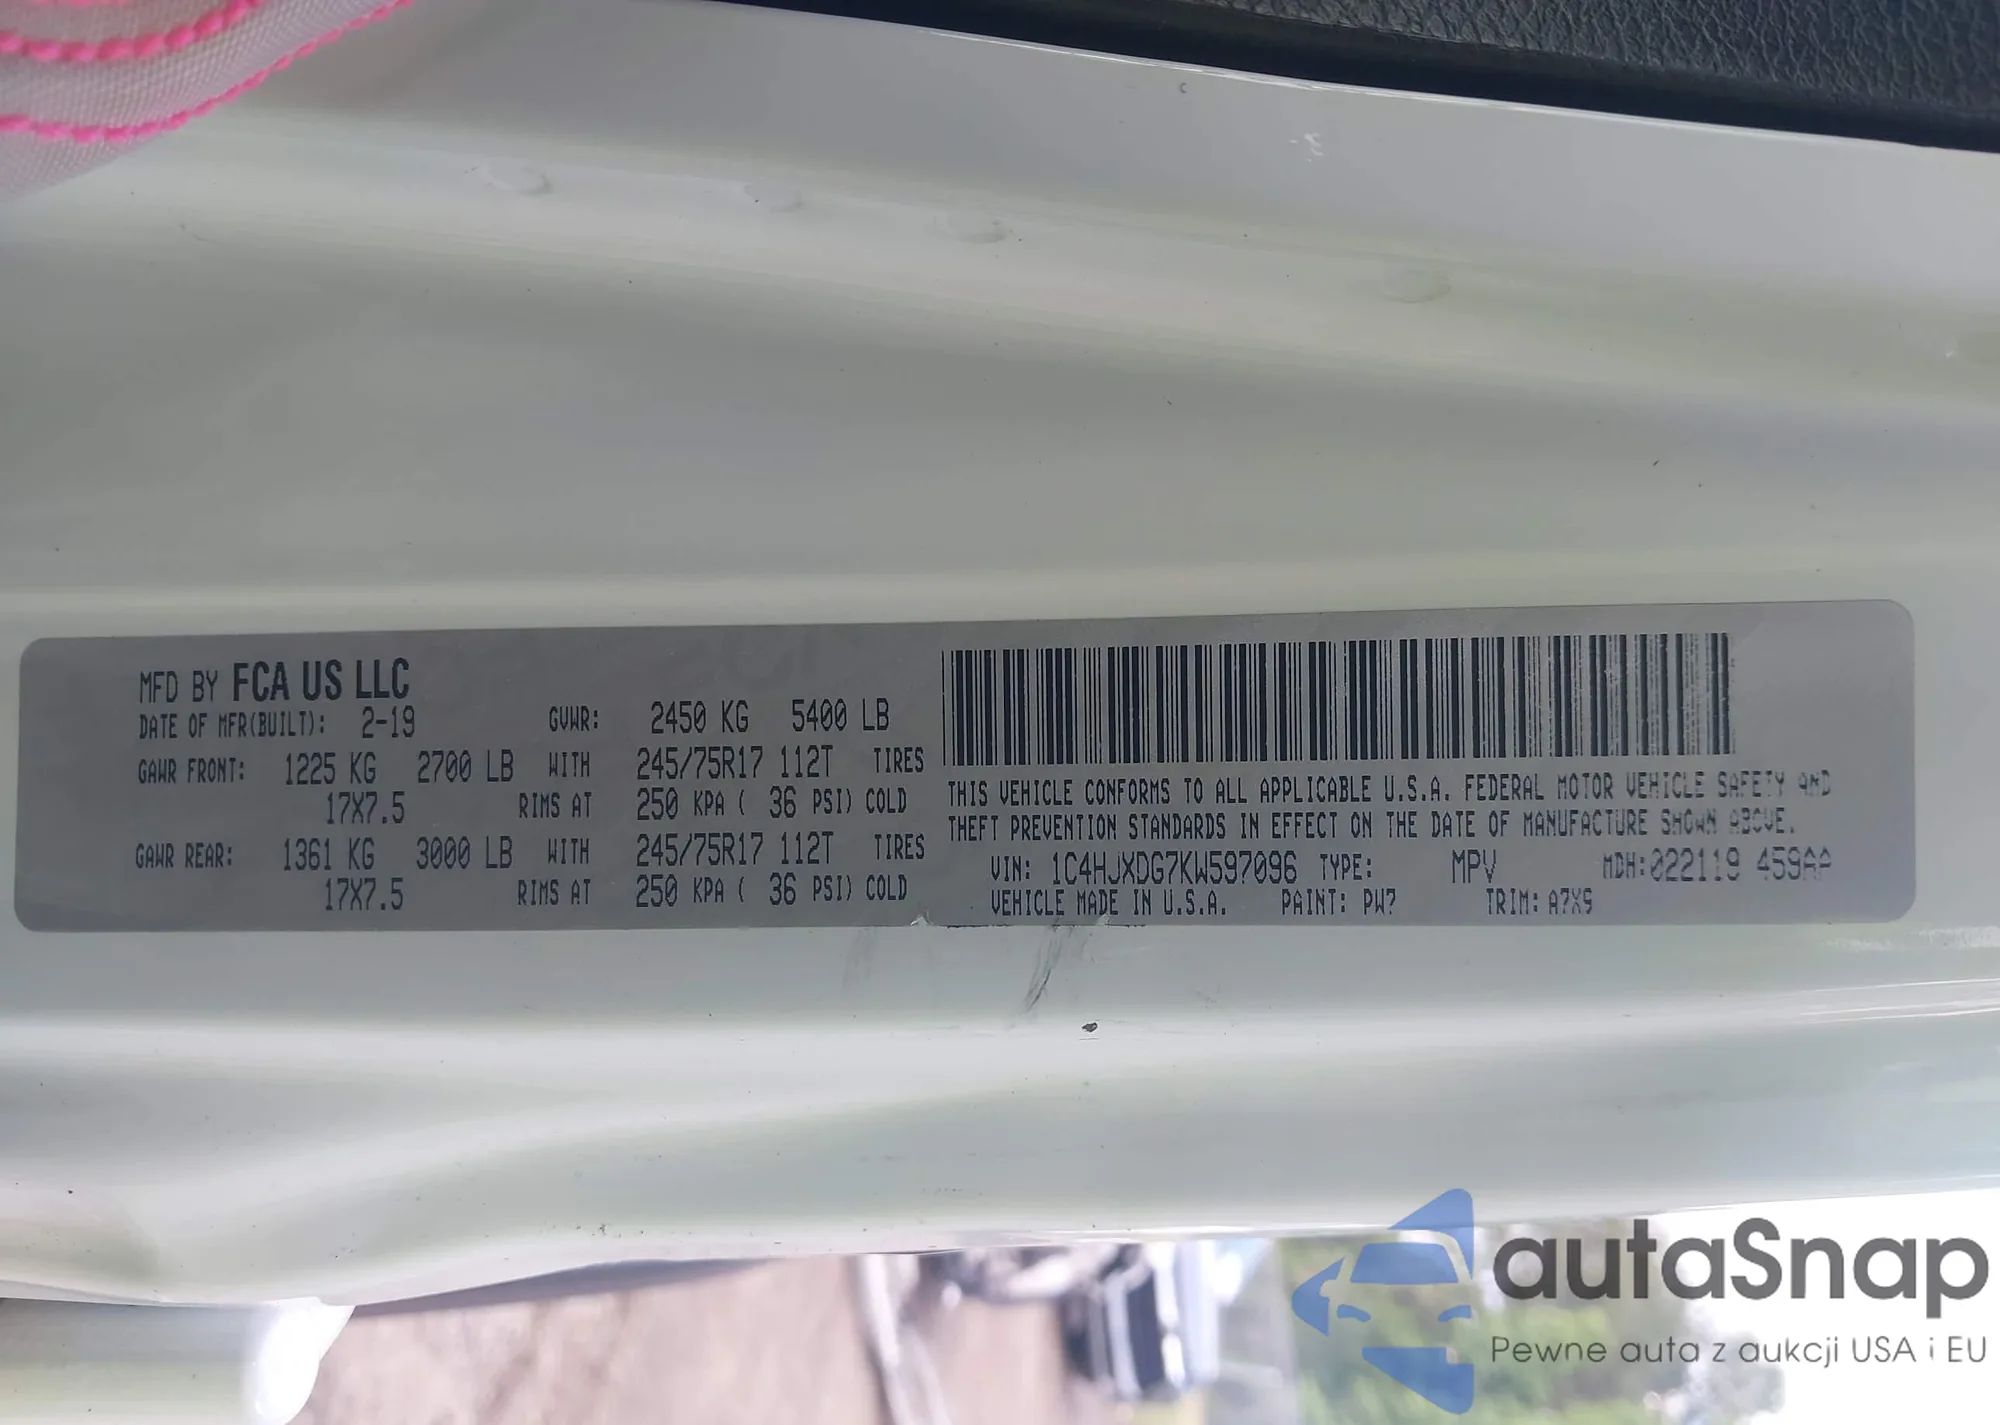 MFD BY FCA US LLC
DATE OF MFR(BUILT): 2-19 GVWR: 2450 KG 5400 LB
GAWR FRONT: 1225 KG 2700 LB WITH 245/75R17 112T TIRES
17X7.5 RIMS AT 250 KPA ( 36 PSI) COLD
GAWR REAR: 1361 KG 3000 LB WITH 245/75R17 112T TIRES
17X7.5 RIMS AT 250 KPA ( 36 PSI) COLD
THIS VEHICLE CONFORMS TO ALL APPLICABLE U.S.A. FEDERAL MOTOR VEHICLE SAFETY AND
THEFT PREVENTION STANDARDS IN EFFECT ON THE DATE OF MANUFACTURE SHOWN ABOVE.
VIN: 1C4HJXDG7KW597096 TYPE: MPV MDH:022119 459AA
VEHICLE MADE IN U.S.A. PAINT: PW7 TRIM: A7X9
autaSnap
Pewne auta z aukcji USA i EU